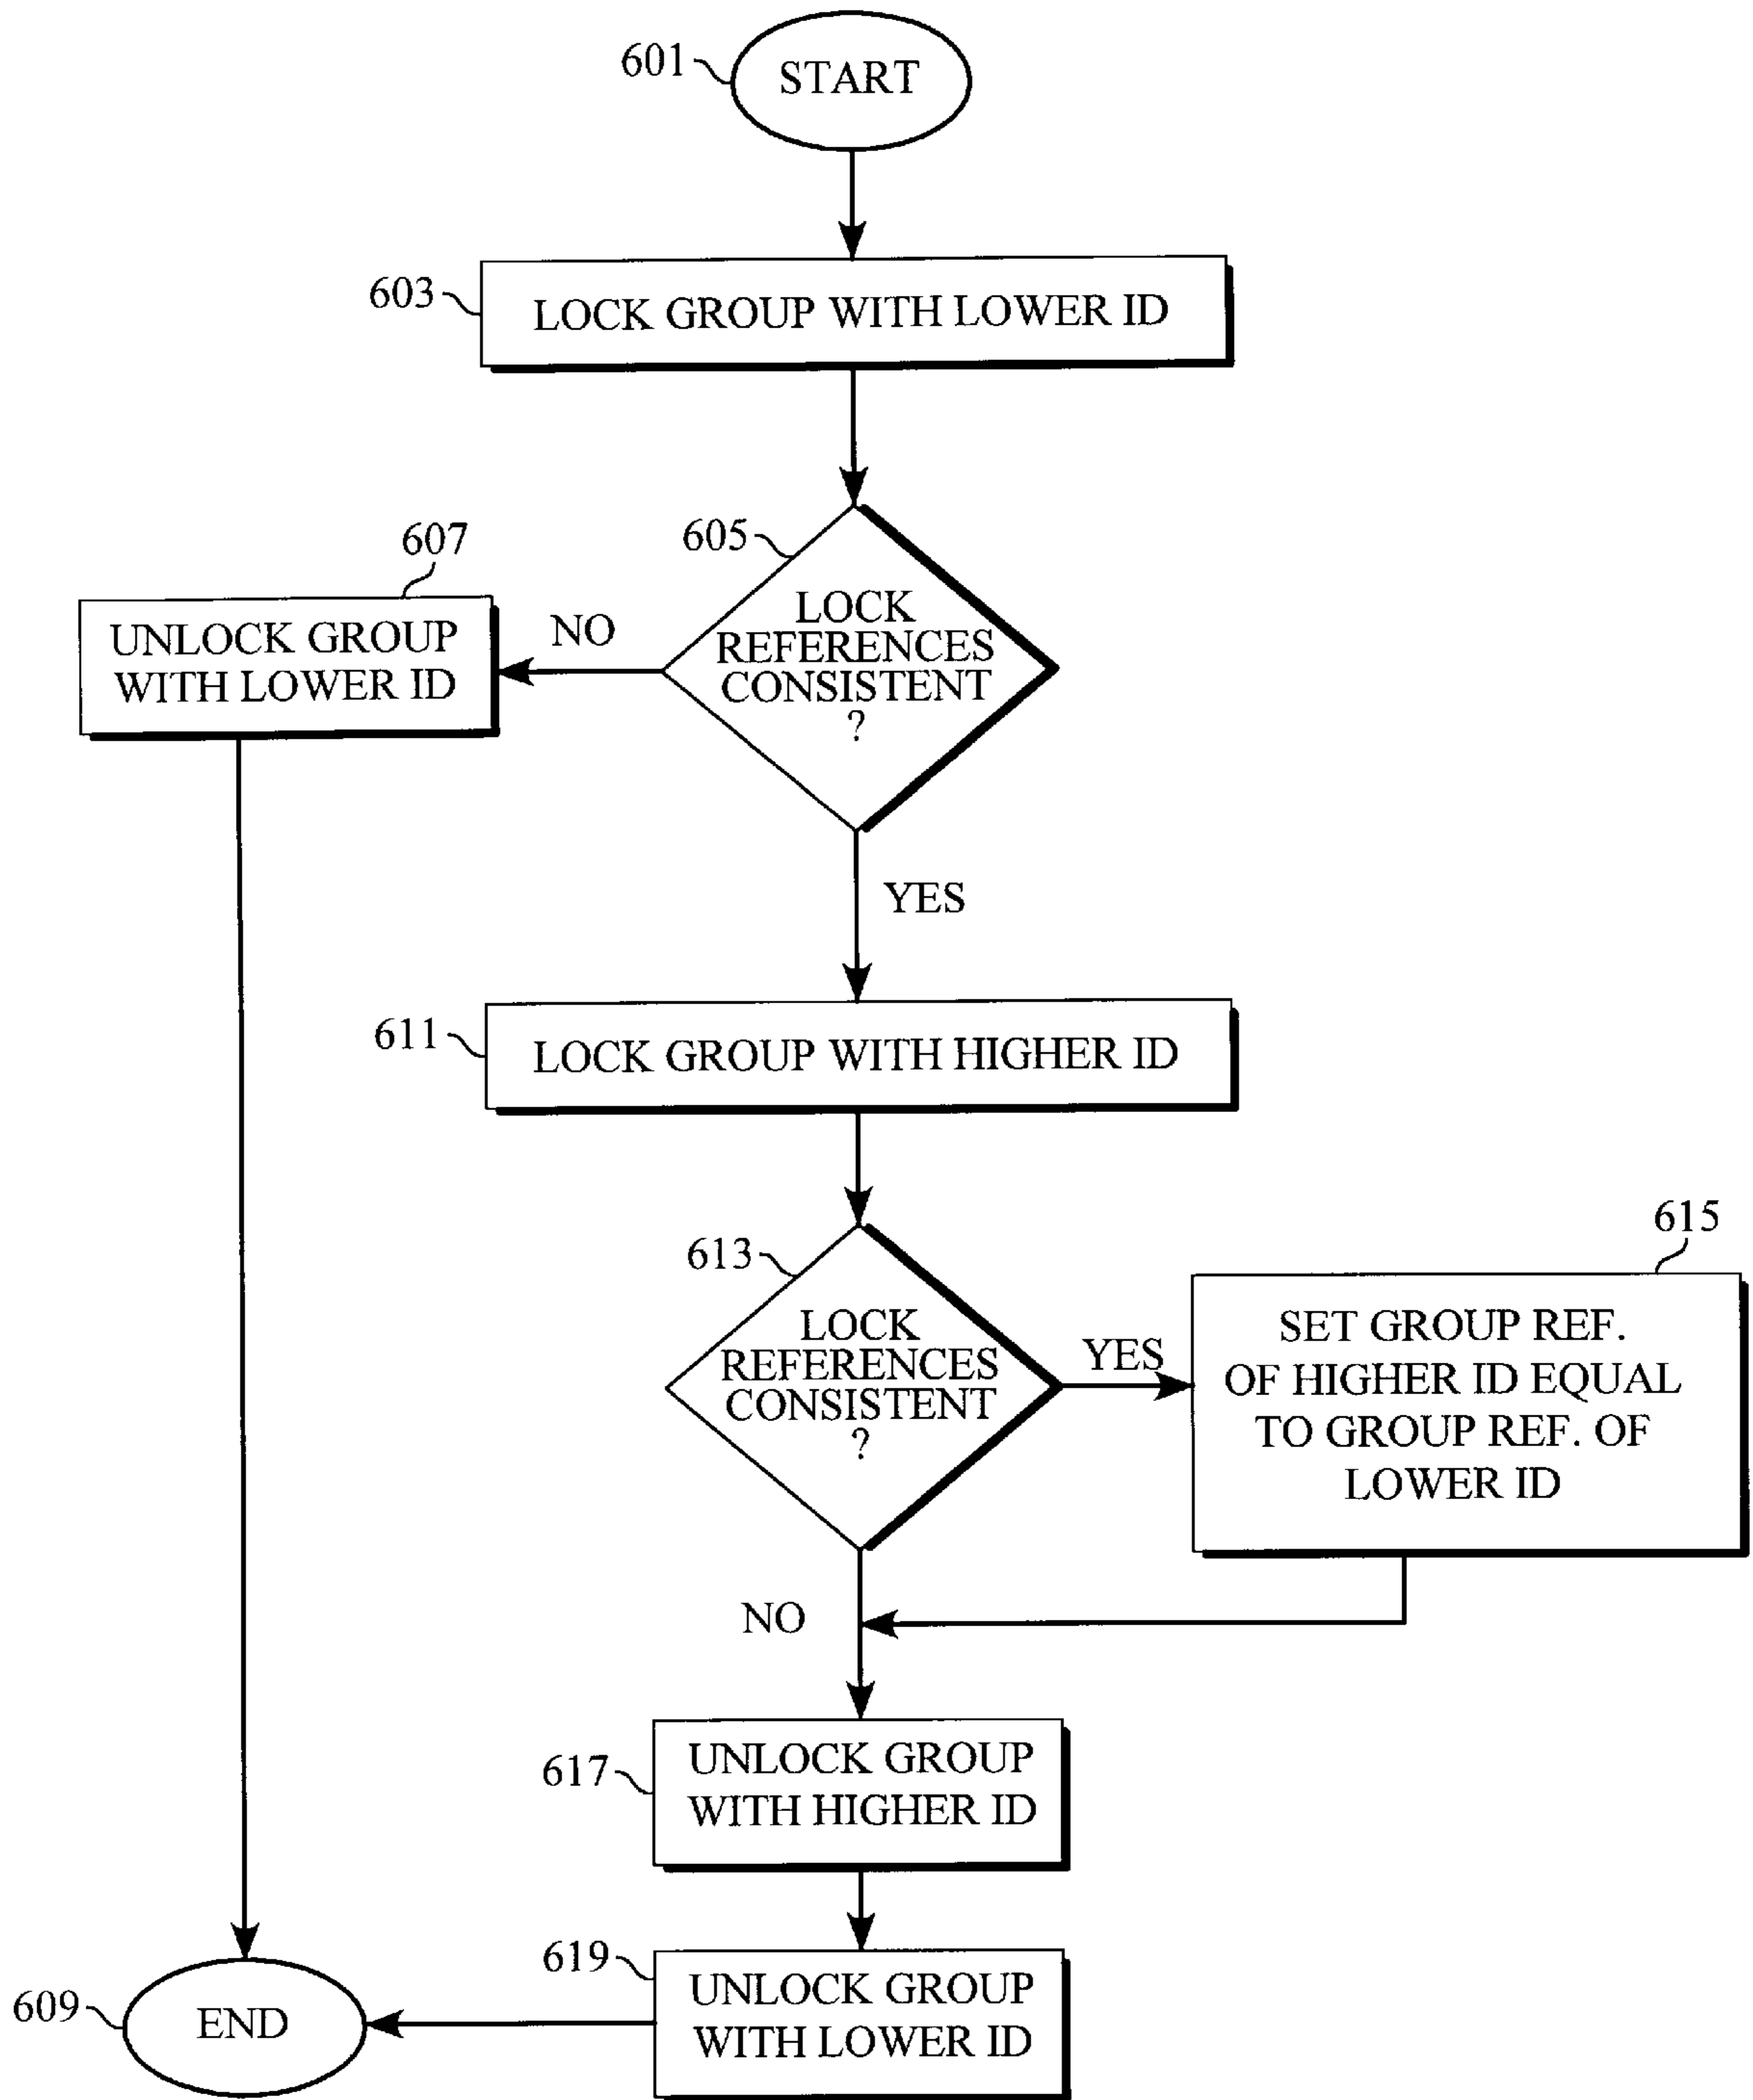 601
START
603
LOCK GROUP WITH LOWER ID
605
LOCK
REFERENCES
CONSISTENT
?
607
NO
UNLOCK GROUP
WITH LOWER ID
YES
611
LOCK GROUP WITH HIGHER ID
613
LOCK
REFERENCES
CONSISTENT
?
YES
615
SET GROUP REF.
OF HIGHER ID EQUAL
TO GROUP REF. OF
LOWER ID
NO
617
UNLOCK GROUP
WITH HIGHER ID
619
UNLOCK GROUP
WITH LOWER ID
609
END